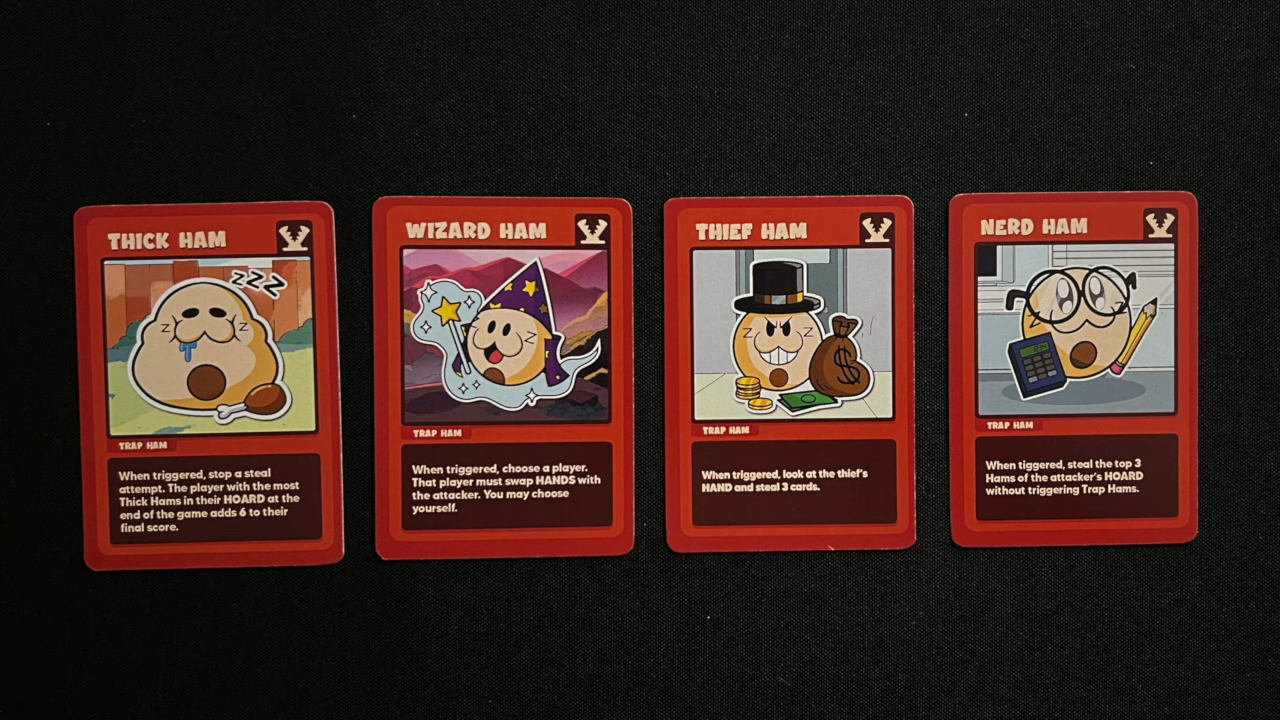 THICK HAM
ZZZ
Z Z
TRAP HAM
When triggered, stop a steal
attempt. The player with the most
Thick Hams in their HOARD at the
end of the game adds 6 to their
final score.
WIZARD HAM
TRAP HAM
When triggered, choose a player.
That player must swap HANDS with
the attacker. You may choose
yourself.
THIEF HAM
Z Z
$
TRAP HAM
When triggered, look at the thief's
HAND and steal 3 cards.
NERD HAM
TRAP HAM
When tiggered, steal the top 3
Hams of the attacker's HOARD
without triggering Trap Hams.